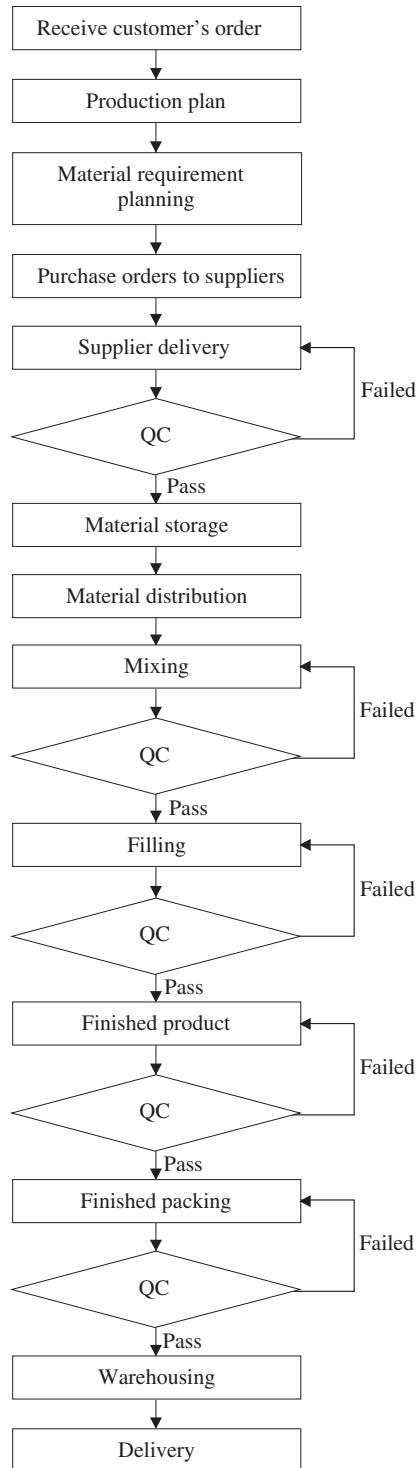 Receive customer’s order
Production plan
Material requirement
planning
Purchase orders to suppliers
Supplier delivery
Failed
QC
Pass
Material storage
Material distribution
Mixing
Failed
QC
Pass
Filling
Failed
QC
Pass
Finished product
Failed
QC
Pass
Finished packing
Failed
QC
Pass
Warehousing
Delivery